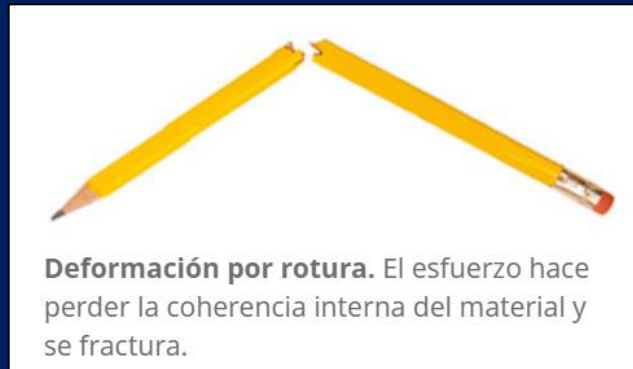 Deformación por rotura. El esfuerzo hace
perder la coherencia interna del material y
se fractura.